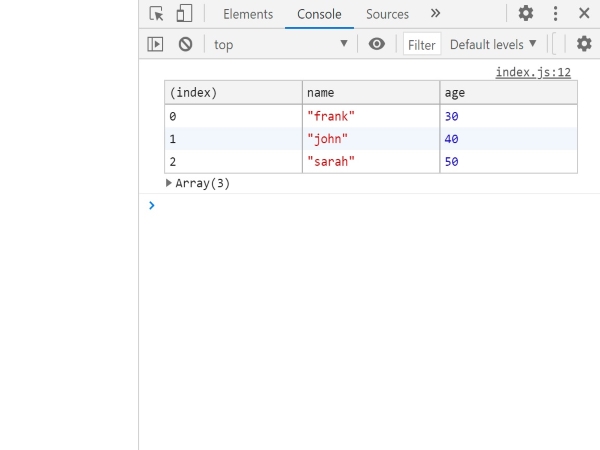 Elements Console Sources »
top Filter Default levels
index.js:12
(index) name age
0 "frank" 30
1 "john" 40
2 "sarah" 50
Array(3)